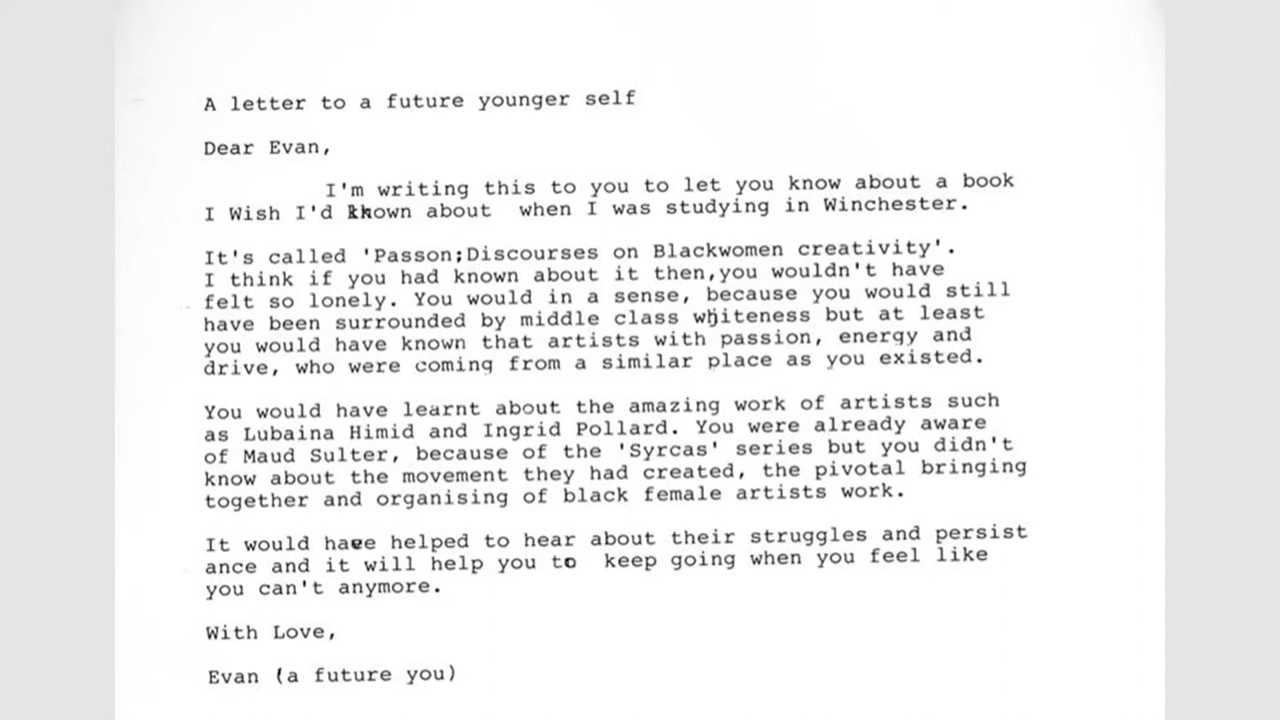 A letter to a future younger self
Dear Evan,
I'm writing this to you to let you know about a book
I Wish I'd known about when I was studying in Winchester.
It's called 'Passon;Discourses on Blackwomen creativity'.
I think if you had known about it then,you wouldn't have
felt so lonely. You would in a sense, because you would still
have been surrounded by middle class whiteness but at least
you would have known that artists with passion, energy and
drive, who were coming from a similar place as you existed.
You would have learnt about the amazing work of artists such
as Lubaina Himid and Ingrid Pollard. You were already aware
of Maud Sulter, because of the 'Syrcas' series but you didn't
know about the movement they had created, the pivotal bringing
together and organising of black female artists work.
It would have helped to hear about their struggles and persist
ance and it will help you to keep going when you feel like
you can't anymore.
With Love,
Evan (a future you)